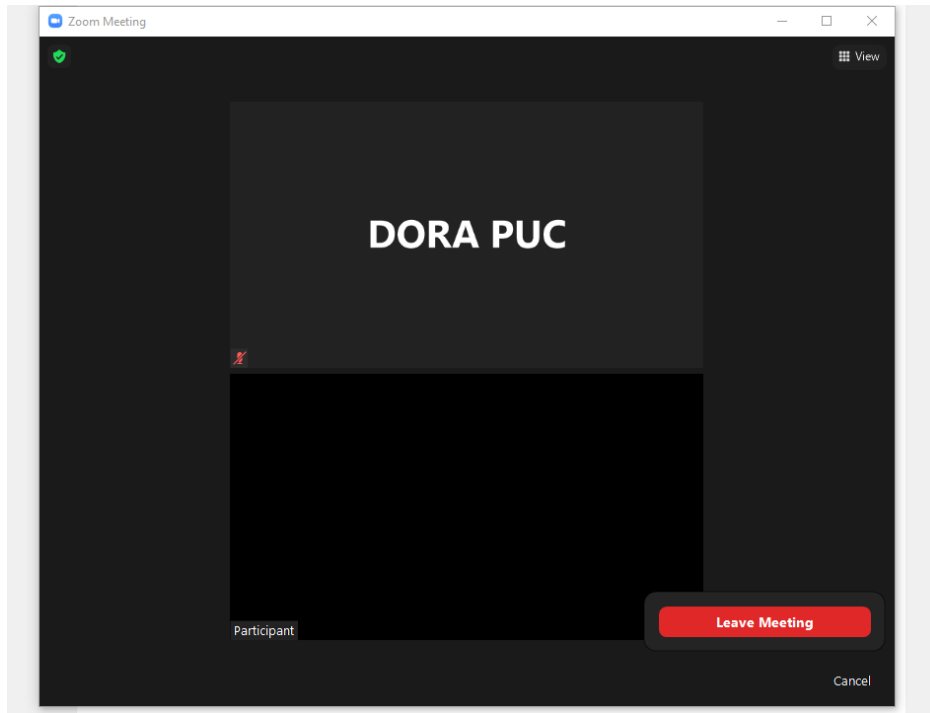 Zoom Meeting
View
DORA PUC
Participant
Leave Meeting
Cancel